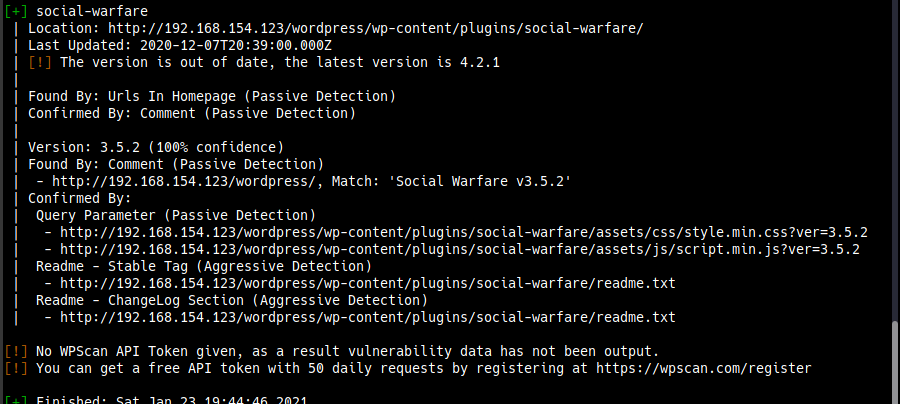 [+] social-warfare
 | Location: http://192.168.154.123/wordpress/wp-content/plugins/social-warfare/
 | Last Updated: 2020-12-07T20:39:00.000Z
 | [!] The version is out of date, the latest version is 4.2.1
 |
 | Found By: Urls In Homepage (Passive Detection)
 | Confirmed By: Comment (Passive Detection)
 |
 | Version: 3.5.2 (100% confidence)
 | Found By: Comment (Passive Detection)
 |  - http://192.168.154.123/wordpress/, Match: 'Social Warfare v3.5.2'
 | Confirmed By:
 |  Query Parameter (Passive Detection)
 |   - http://192.168.154.123/wordpress/wp-content/plugins/social-warfare/assets/css/style.min.css?ver=3.5.2
 |   - http://192.168.154.123/wordpress/wp-content/plugins/social-warfare/assets/js/script.min.js?ver=3.5.2
 |  Readme - Stable Tag (Aggressive Detection)
 |   - http://192.168.154.123/wordpress/wp-content/plugins/social-warfare/readme.txt
 |  Readme - ChangeLog Section (Aggressive Detection)
 |   - http://192.168.154.123/wordpress/wp-content/plugins/social-warfare/readme.txt

[!] No WPScan API Token given, as a result vulnerability data has not been output.
[!] You can get a free API token with 50 daily requests by registering at https://wpscan.com/register

[+] Finished: Sat Jan 23 19:44:46 2021